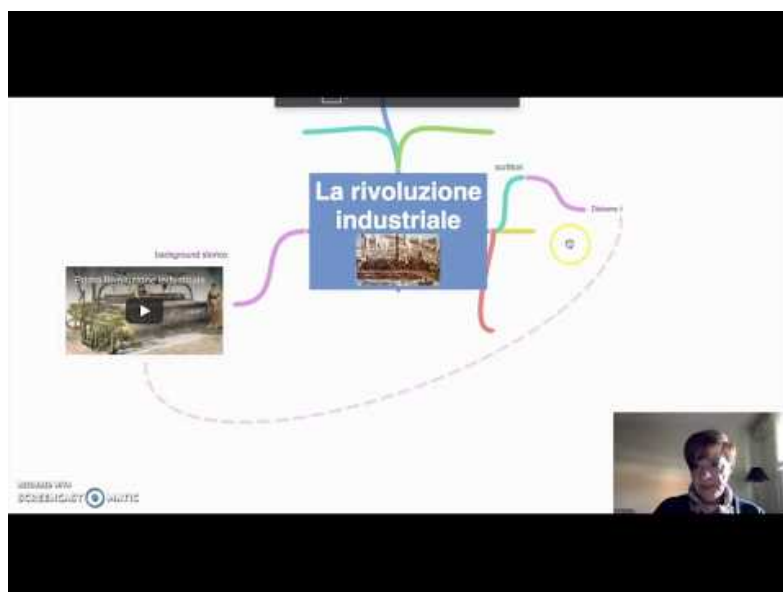 La rivoluzione
industriale
background storico
Prima Rivoluzione Industriale
RECORDED WITH
SCREENCAST MATIC